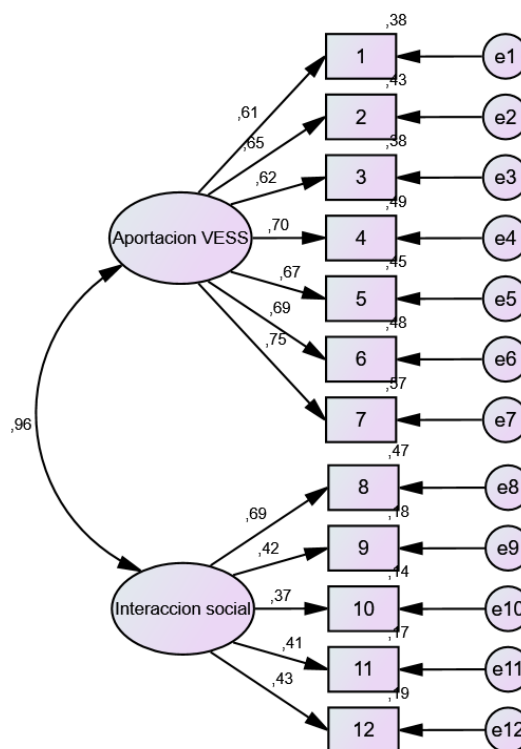 ,38
1
e1
,61
,43
2
e2
,65
,38
3
e3
,62
,49
Aportacion VESS
,70
4
e4
,45
,67
5
e5
,69
,48
6
e6
,75
,57
7
e7
,96
,47
8
e8
,69
,18
9
e9
,42
,14
Interaccion social
,37
10
e10
,17
,41
11
e11
,43
,19
12
e12